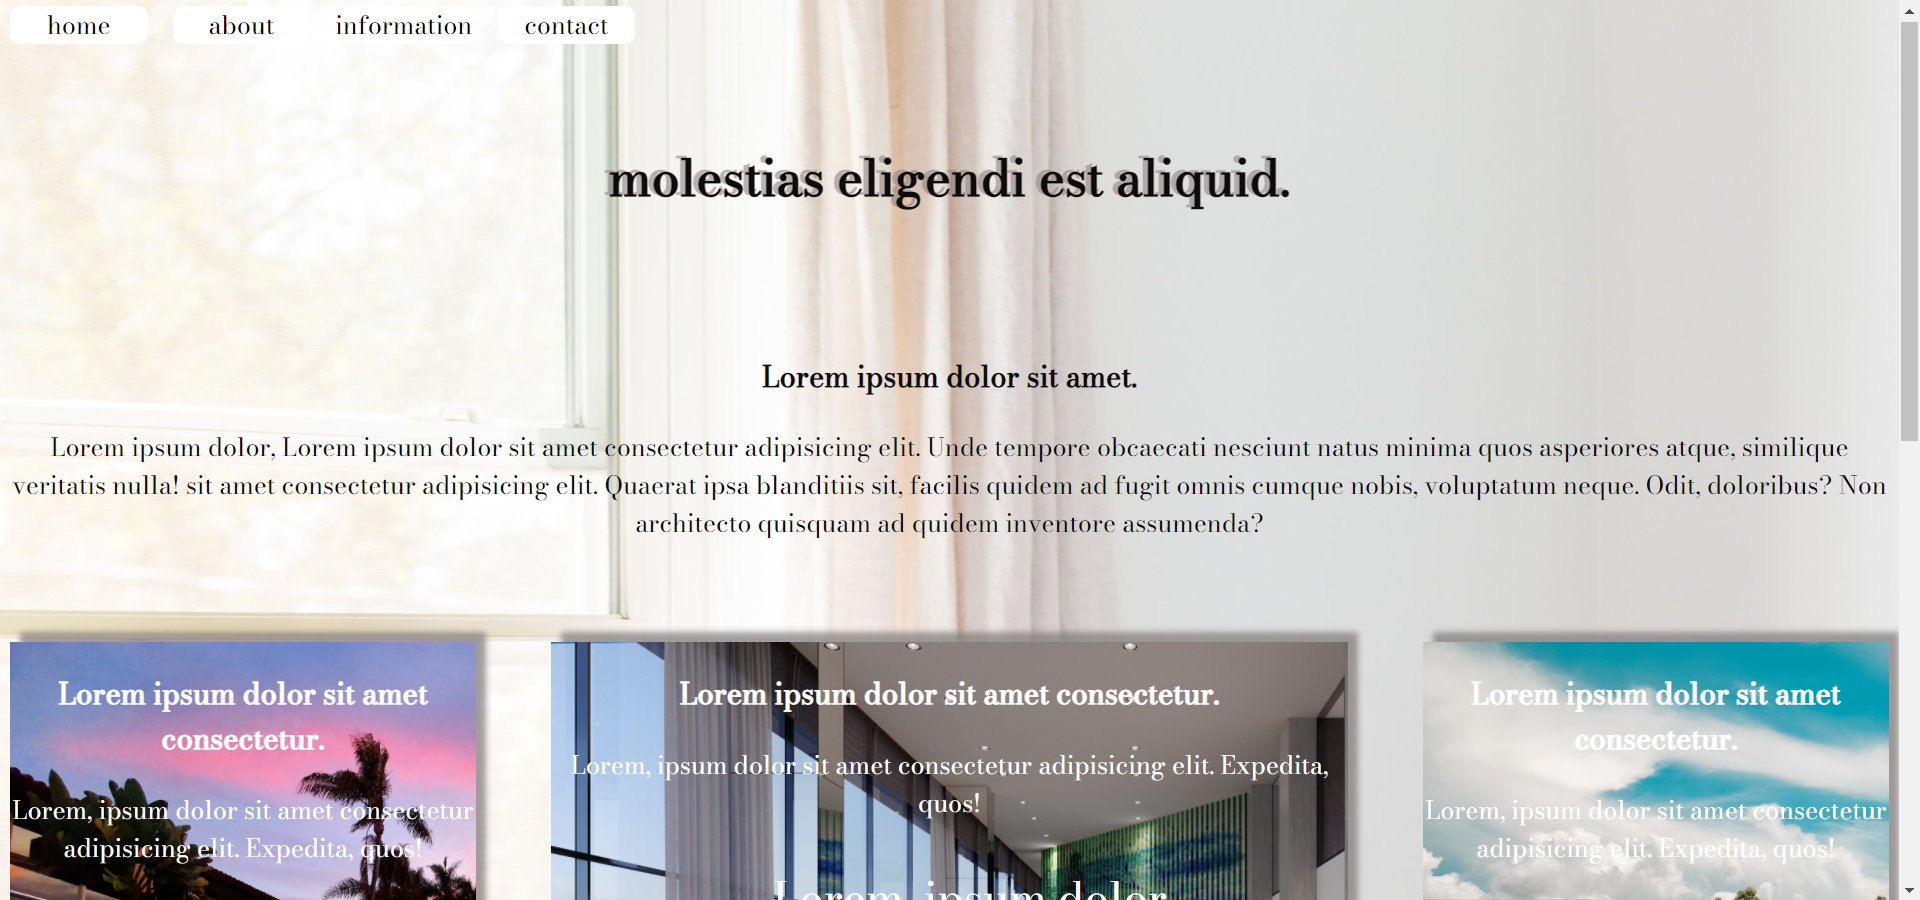 home about information contact
molestias eligendi est aliquid.
Lorem ipsum dolor sit amet.
Lorem ipsum dolor, Lorem ipsum dolor sit amet consectetur adipisicing elit. Unde tempore obcaecati nesciunt natus minima quos asperiores atque, similique
veritatis nulla! sit amet consectetur adipisicing elit. Quaerat ipsa blanditiis sit, facilis quidem ad fugit omnis cumque nobis, voluptatum neque. Odit, doloribus? Non
architecto quisquam ad quidem inventore assumenda?
Lorem ipsum dolor sit amet
consectetur.
Lorem, ipsum dolor sit amet consectetur
adipisicing elit. Expedita, quos!
Lorem ipsum dolor sit amet consectetur.
Lorem, ipsum dolor sit amet consectetur adipisicing elit. Expedita,
quos!
Lorem, ipsum dolor
Lorem ipsum dolor sit amet
consectetur.
Lorem, ipsum dolor sit amet consectetur
adipisicing elit. Expedita, quos!